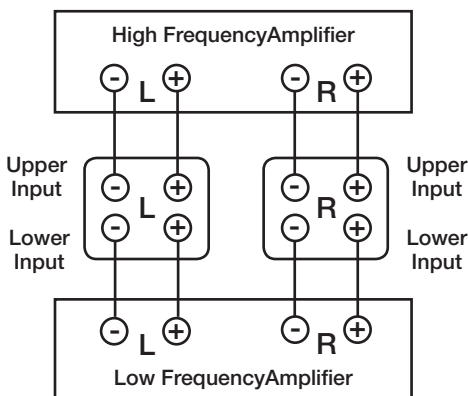 High FrequencyAmplifier
- L + - R +
Upper
Input
- L + - R +
Upper
Input
Lower
Input
- + - +
Lower
Input
- L + - R +
Low FrequencyAmplifier